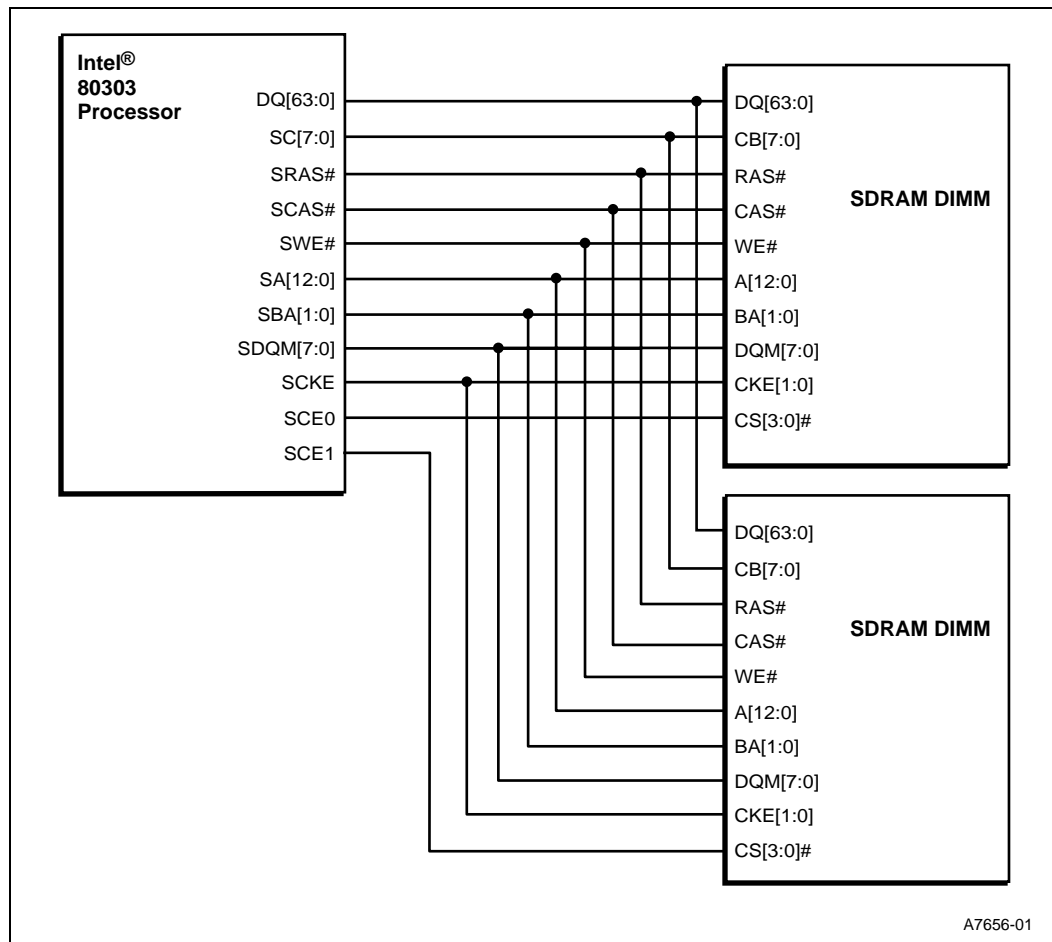 Intel®
80303
Processor
DQ[63:0]
SC[7:0]
SRAS#
SCAS#
SWE#
SA[12:0]
SBA[1:0]
SDQM[7:0]
SCKE
SCE0
SCE1
DQ[63:0]
CB[7:0]
RAS#
CAS#
WE#
A[12:0]
BA[1:0]
DQM[7:0]
CKE[1:0]
CS[3:0]#
SDRAM DIMM
DQ[63:0]
CB[7:0]
RAS#
CAS#
WE#
A[12:0]
BA[1:0]
DQM[7:0]
CKE[1:0]
CS[3:0]#
SDRAM DIMM
A7656-01